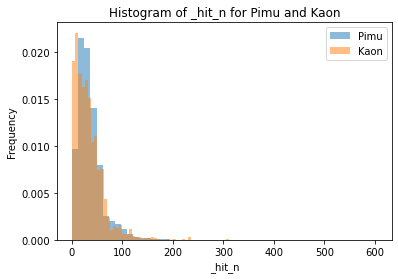 Histogram of _hit_n for Pimu and Kaon
Pimu
Kaon
Frequency
0.020
0.015
0.010
0.005
0.000
0 100 200 300 400 500 600
_hit_n